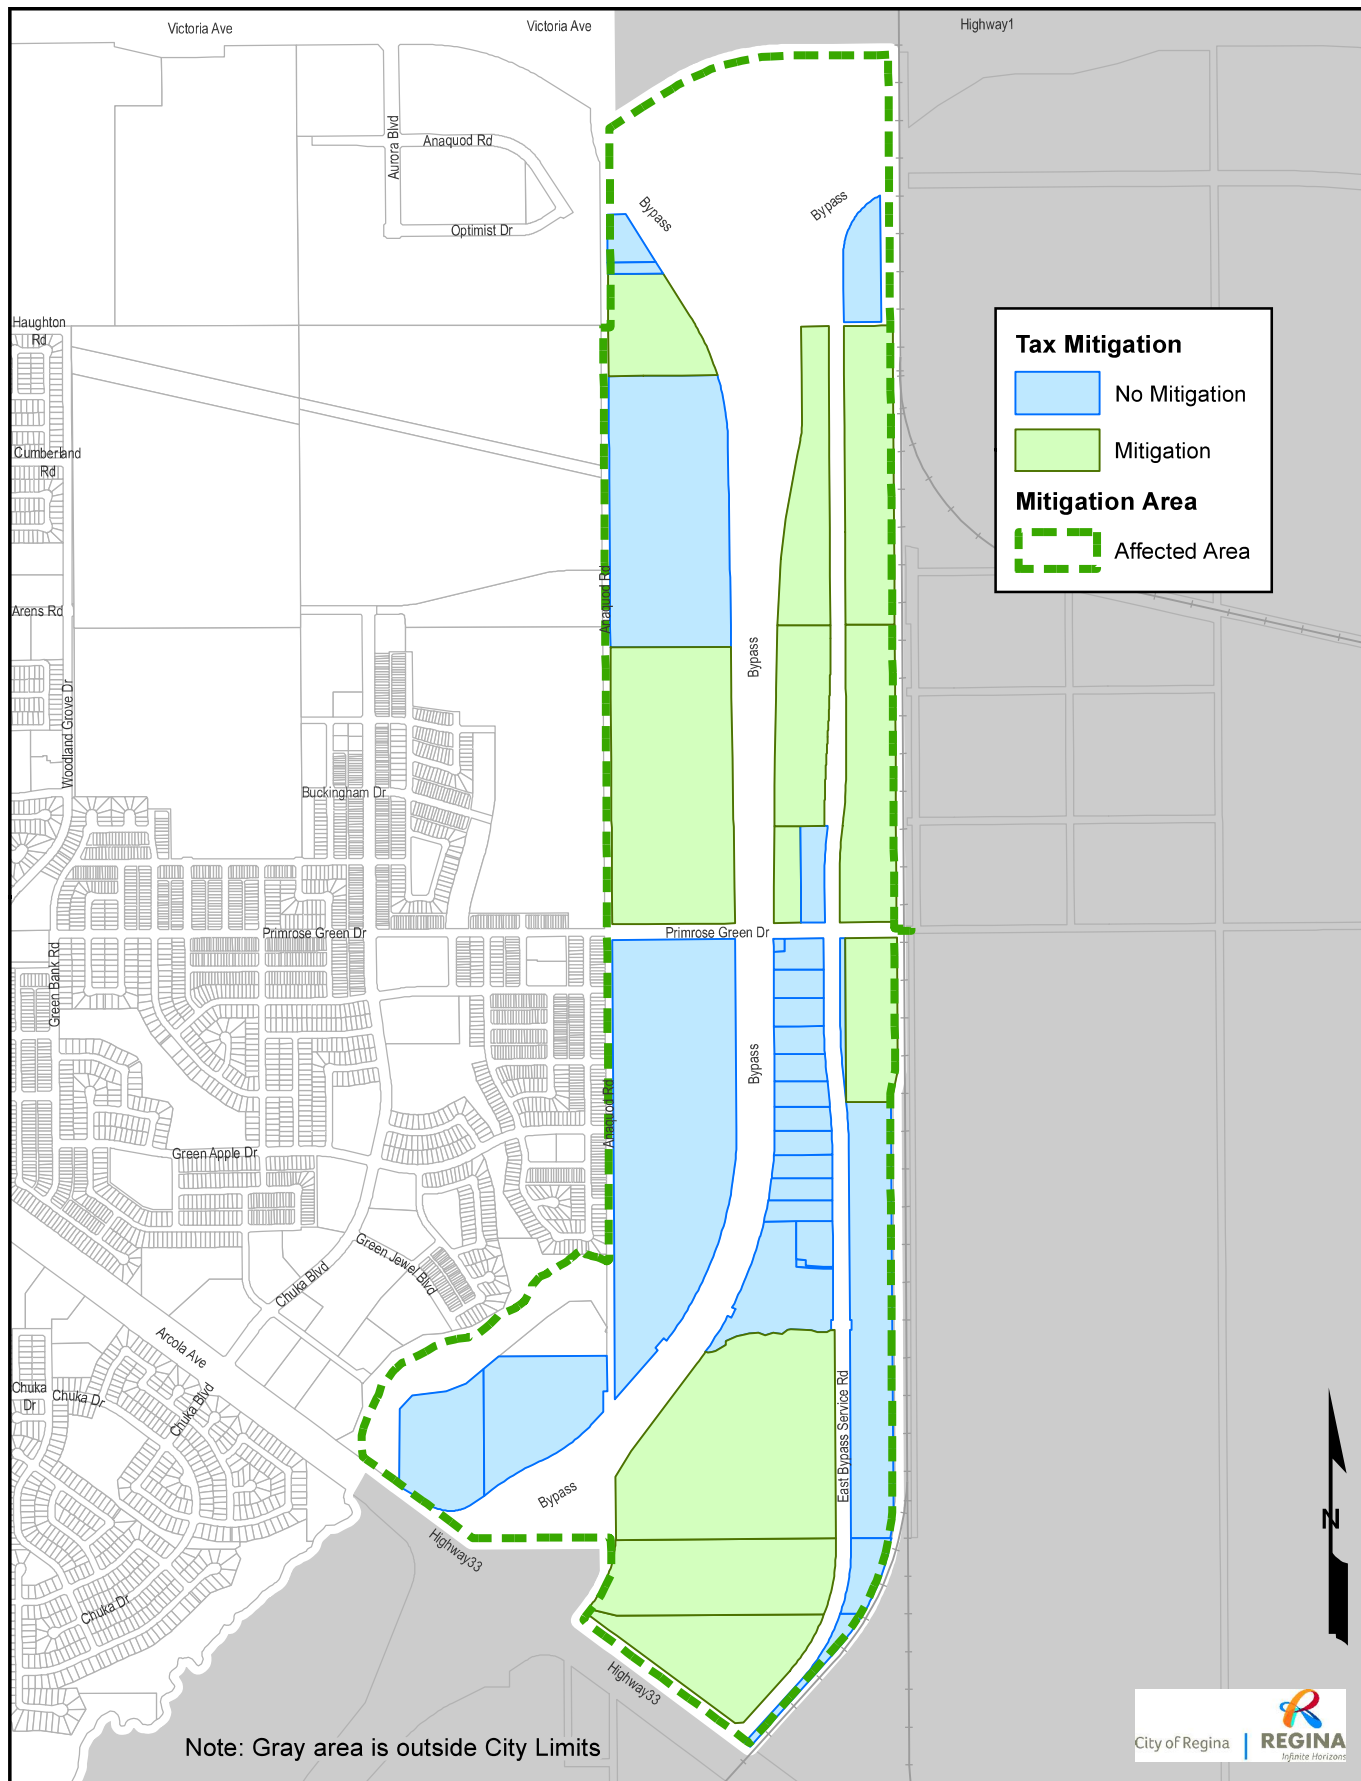 Victoria Ave
Victoria Ave
Highway1
Aurora Blvd
Anaquod Rd
Optimist Dr
Bypass
Bypass
Haughton
Rd
Tax Mitigation
No Mitigation
Mitigation
Mitigation Area
Affected Area
Cumberland
Rd
Arens Rd
Anaquod Rd
Bypass
Woodland Grove Dr
Buckingham Dr
Primrose Green Dr
Primrose Green Dr
Green Bank Rd
Bypass
Anaquod Rd
Green Apple Dr
Green Jewel Blvd
Chuka Blvd
Arcola Ave
Chuka
Dr
Chuka Dr
Chuka Blvd
East Bypass Service Rd
Bypass
Highway33
N
Chuka Dr
Highway33
Note: Gray area is outside City Limits
City of Regina
REGINA
Infinite Horizons